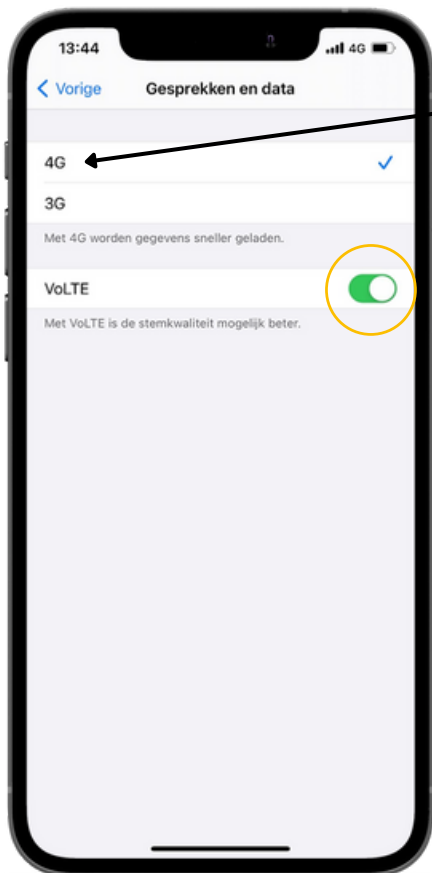 13:44 4G
Vorige Gesprekken en data
4G
3G
Met 4G worden gegevens sneller geladen.
VoLTE
Met VoLTE is de stemkwaliteit mogelijk beter.